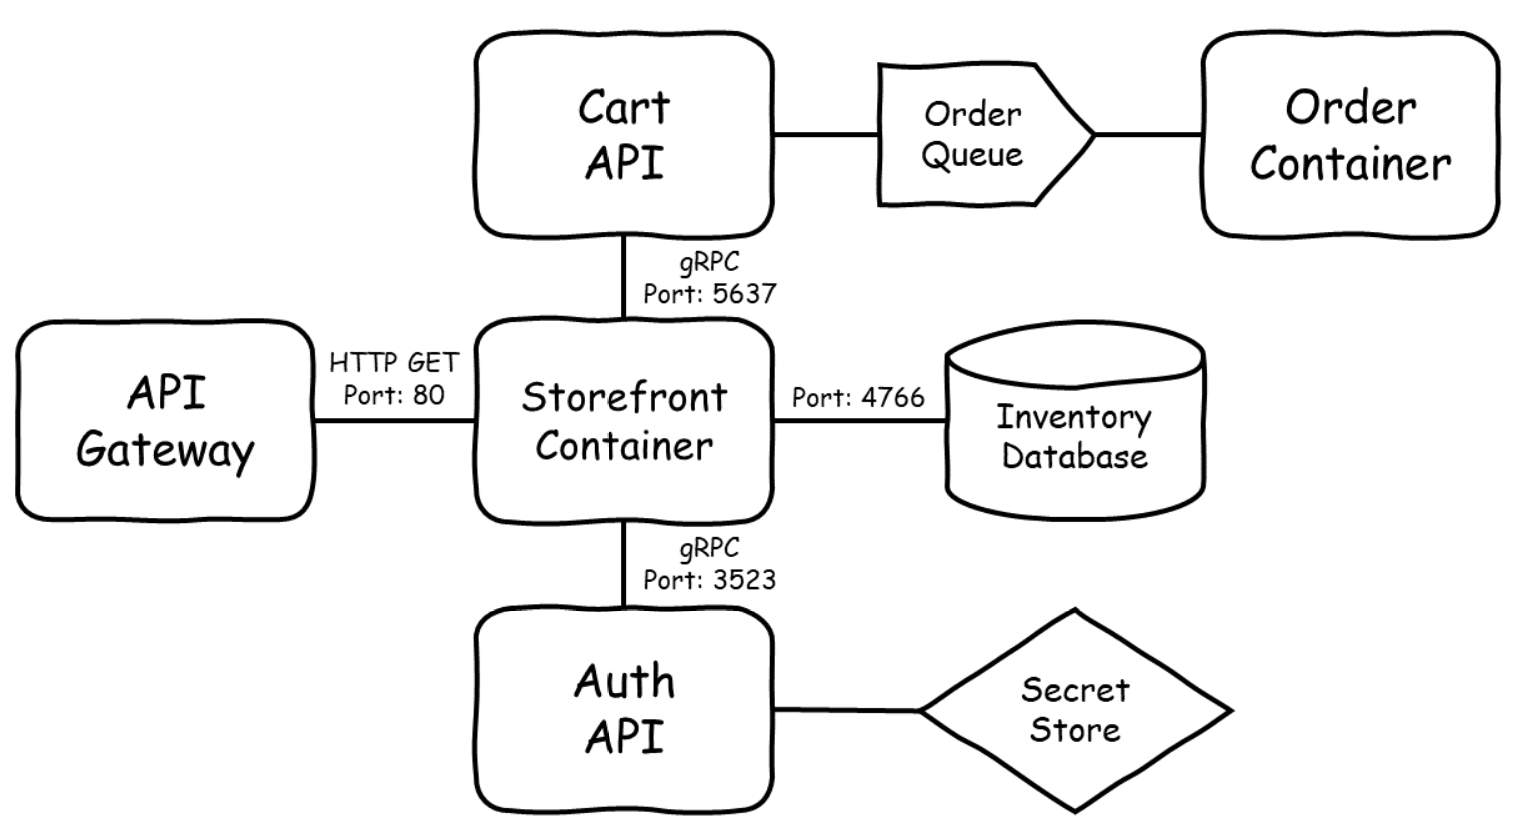 Cart
API
Order
Queue
Order
Container
gRPC
Port: 5637
API
Gateway
HTTP GET
Port: 80
Storefront
Container
Port: 4766
Inventory
Database
gRPC
Port: 3523
Auth
API
Secret
Store